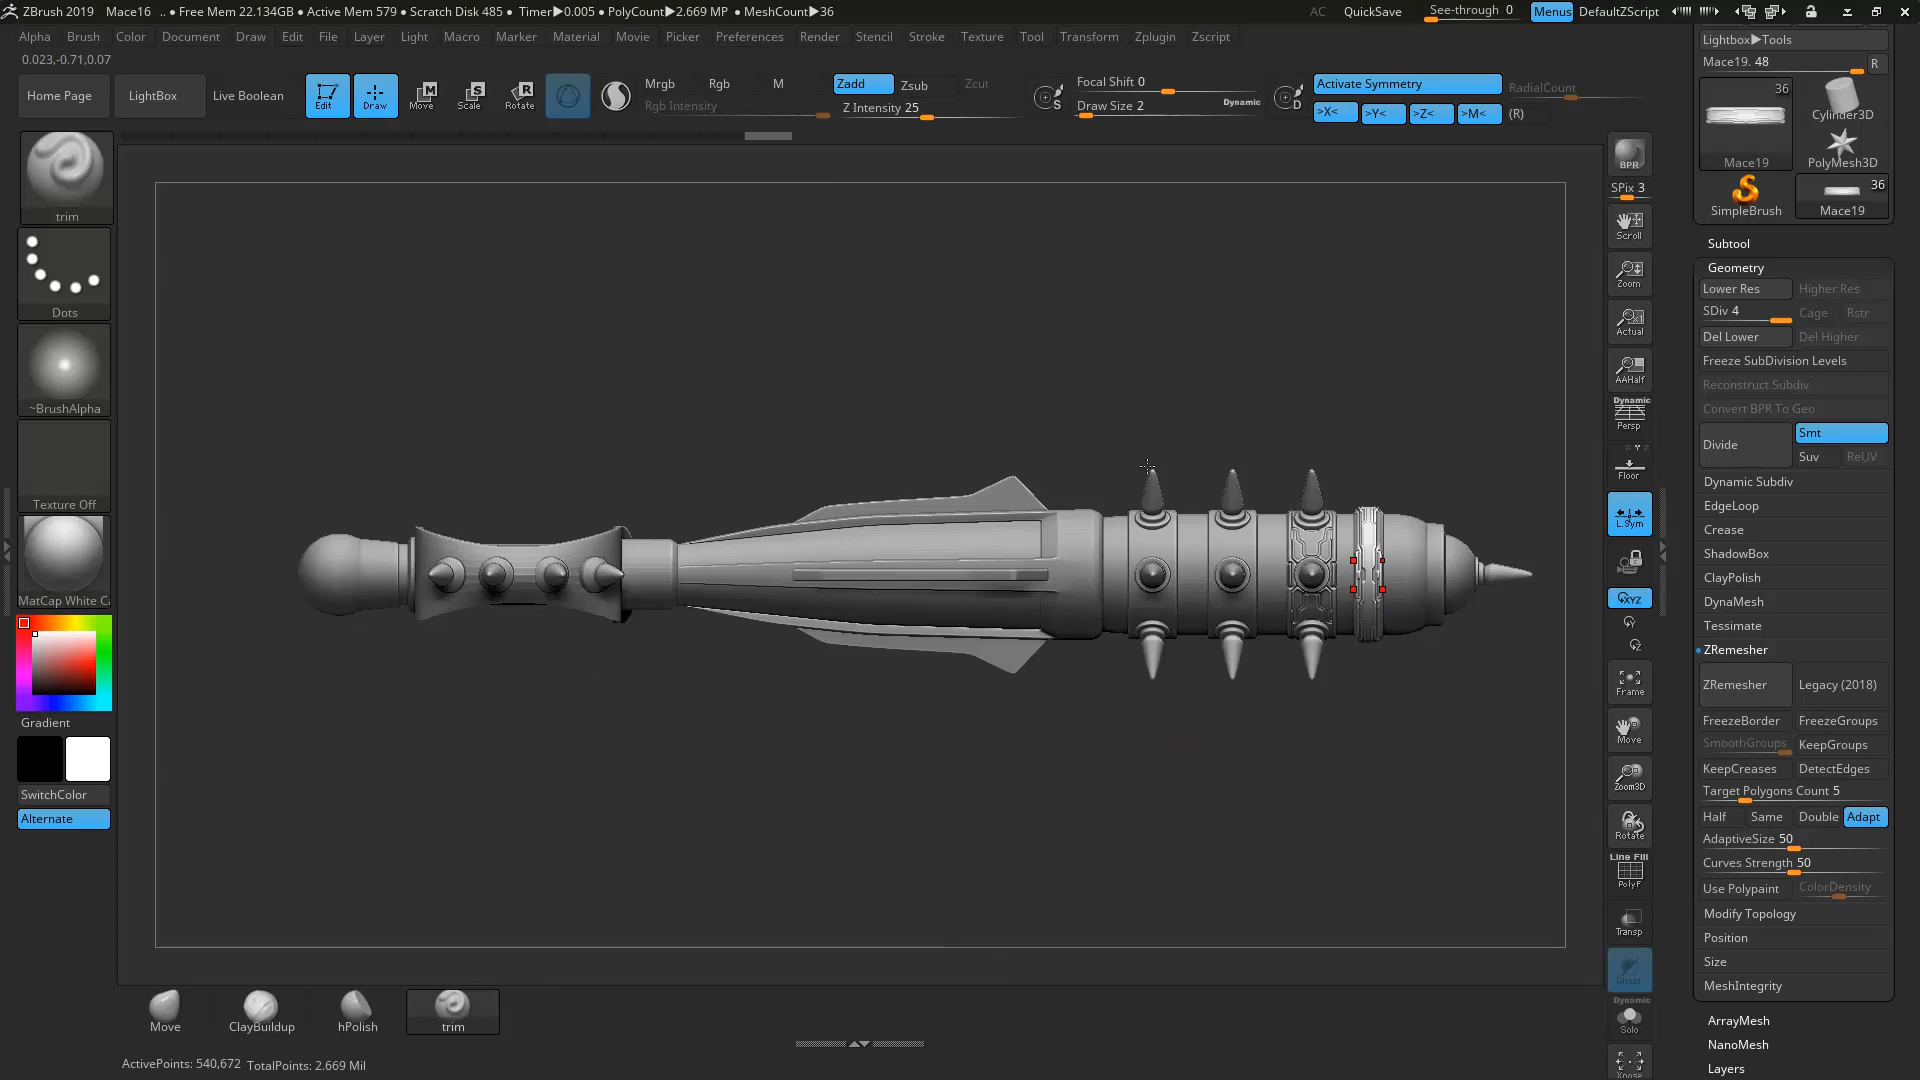 ZBrush 2019 Mace16 .. • Free Mem 22.134GB • Active Mem 579 • Scratch Disk 485 • Timer▶0.005 • PolyCount▶2.669 MP • MeshCount▶36 AC QuickSave See-through 0 Menus DefaultZScript
Alpha Brush Color Document Draw Edit File Layer Light Macro Marker Material Movie Picker Preferences Render Stencil Stroke Texture Tool Transform Zplugin Zscript
0.023,-0.71,0.07
Home Page LightBox Live Boolean Edit Draw Move Scale Rotate
Mrgb Rgb M Zadd Zsub Zcut
Rgb Intensity Z Intensity 25
Focal Shift 0
Draw Size 2 Dynamic
S
D
Activate Symmetry RadialCount
>X< >Y< >Z< >M< (R)
trim
Dots
~BrushAlpha
Texture Off
MatCap White Ca
Gradient
SwitchColor
Alternate
BPR
SPix 3
Scroll
Zoom
Actual
AAHalf
Dynamic
Persp
Floor
L.Sym
XYZ
Y
Z
Frame
Move
Zoom3D
Rotate
Line Fill
PolyF
Transp
Ghost
Dynamic
Solo
Xpose
Lightbox▶Tools
Mace19. 48 R
36
Mace19
Cylinder3D
PolyMesh3D
SimpleBrush
36
Mace19
Subtool
Geometry
Lower Res Higher Res
SDiv 4 Cage Rstr
Del Lower Del Higher
Freeze SubDivision Levels
Reconstruct Subdiv
Convert BPR To Geo
Divide Smt
Suv ReUV
Dynamic Subdiv
EdgeLoop
Crease
ShadowBox
ClayPolish
DynaMesh
Tessimate
ZRemesher
ZRemesher Legacy (2018)
FreezeBorder FreezeGroups
SmoothGroups KeepGroups
KeepCreases DetectEdges
Target Polygons Count 5
Half Same Double Adapt
AdaptiveSize 50
Curves Strength 50
Use Polypaint ColorDensity
Modify Topology
Position
Size
MeshIntegrity
ArrayMesh
NanoMesh
Layers
Move ClayBuildup hPolish trim
ActivePoints: 540,672 TotalPoints: 2.669 Mil